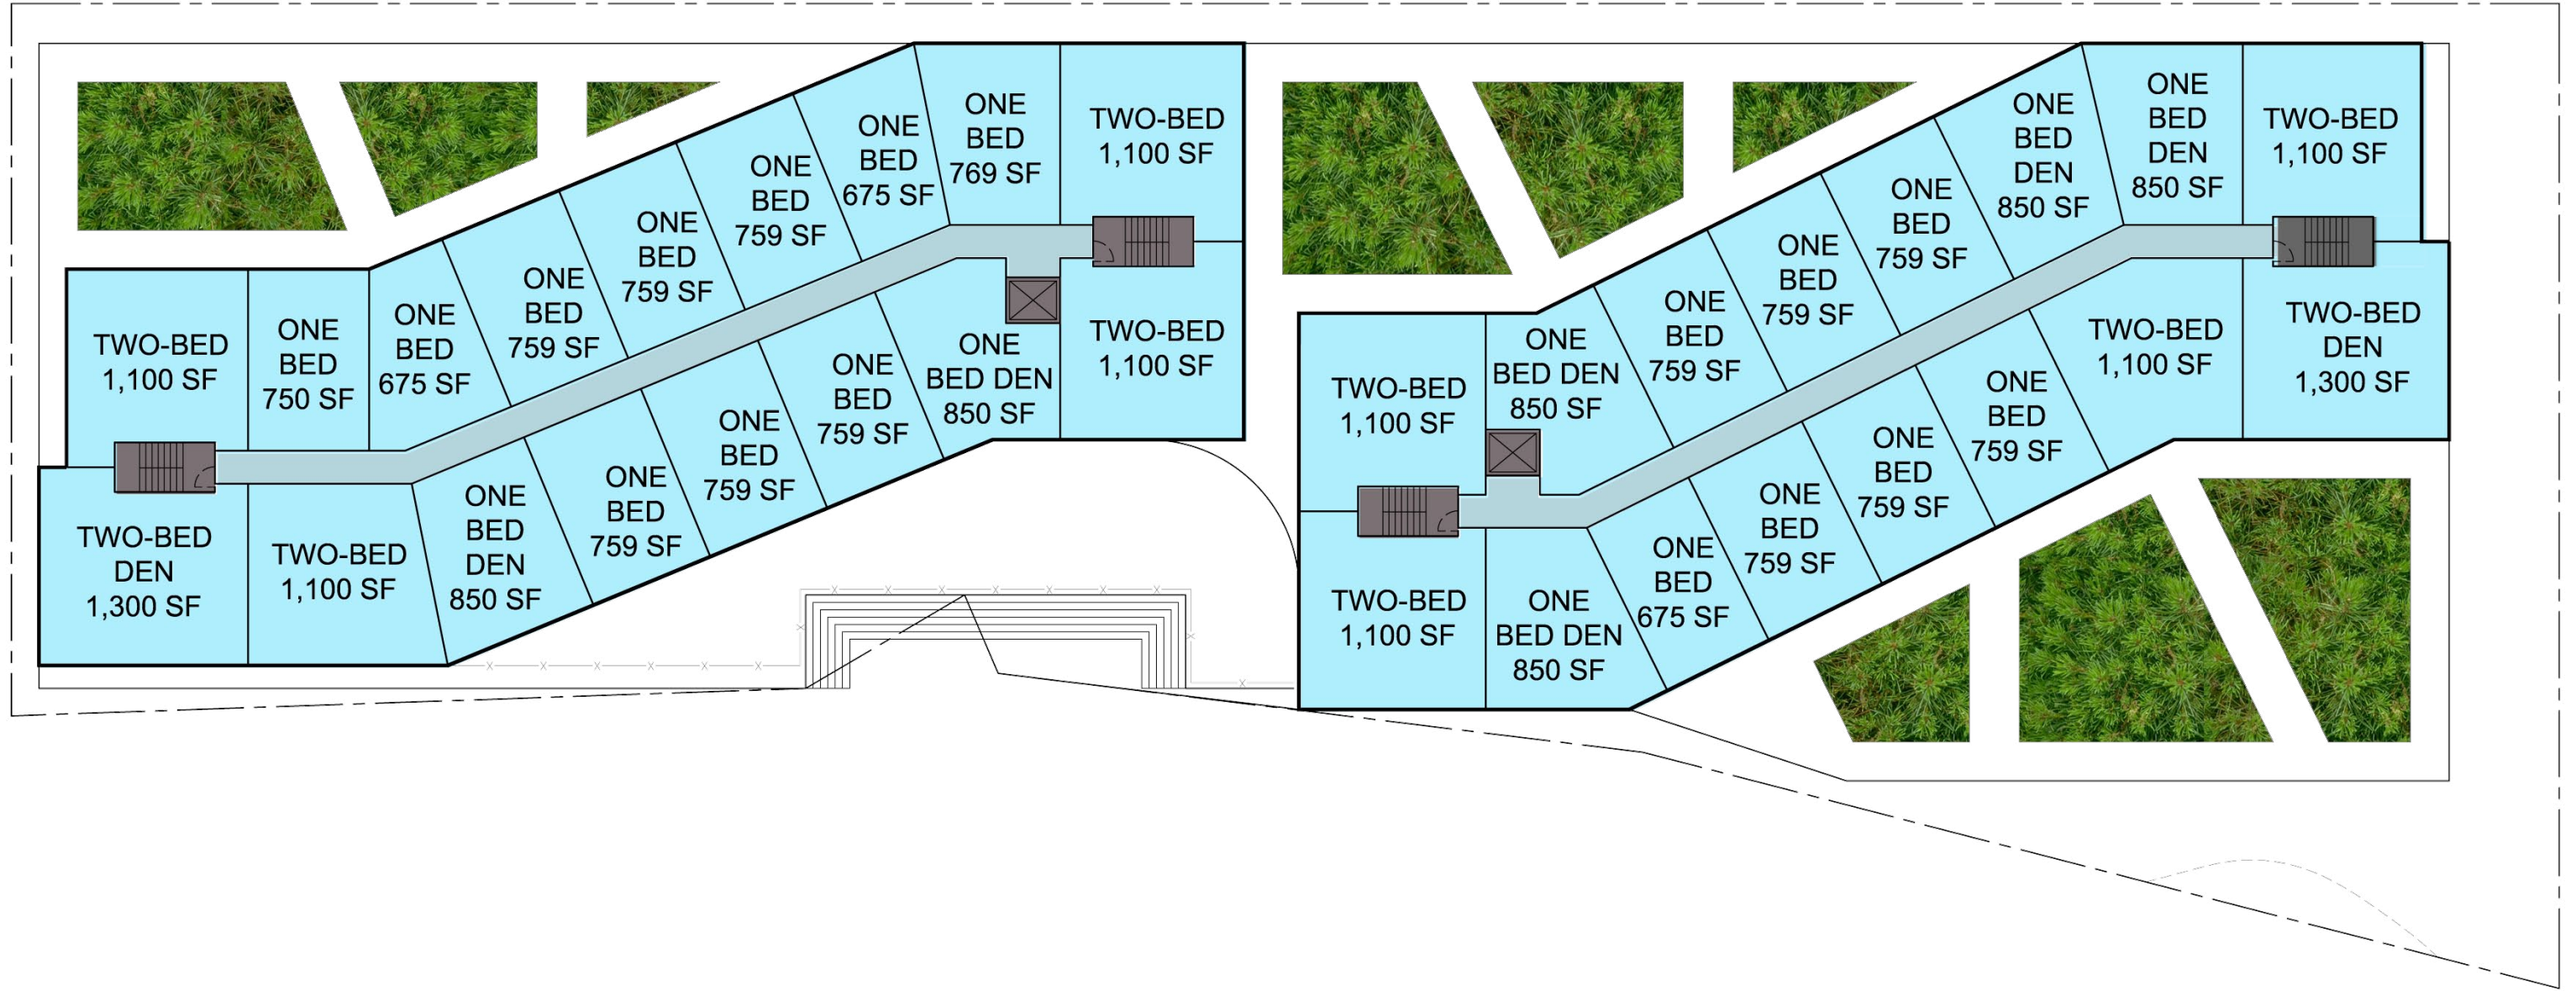 TWO-BED
1,100 SF
ONE
BED
750 SF
ONE
BED
675 SF
ONE
BED
759 SF
ONE
BED
759 SF
ONE
BED
759 SF
ONE
BED
675 SF
ONE
BED
769 SF
TWO-BED
1,100 SF
TWO-BED
DEN
1,300 SF
TWO-BED
1,100 SF
ONE
BED
DEN
850 SF
ONE
BED
759 SF
ONE
BED
759 SF
ONE
BED
759 SF
ONE
BED DEN
850 SF
TWO-BED
1,100 SF
TWO-BED
1,100 SF
ONE
BED DEN
850 SF
ONE
BED
759 SF
ONE
BED
759 SF
ONE
BED
759 SF
ONE
BED
DEN
850 SF
ONE
BED
DEN
850 SF
TWO-BED
1,100 SF
TWO-BED
1,100 SF
ONE
BED DEN
850 SF
ONE
BED
675 SF
ONE
BED
759 SF
ONE
BED
759 SF
ONE
BED
759 SF
TWO-BED
1,100 SF
TWO-BED
DEN
1,300 SF